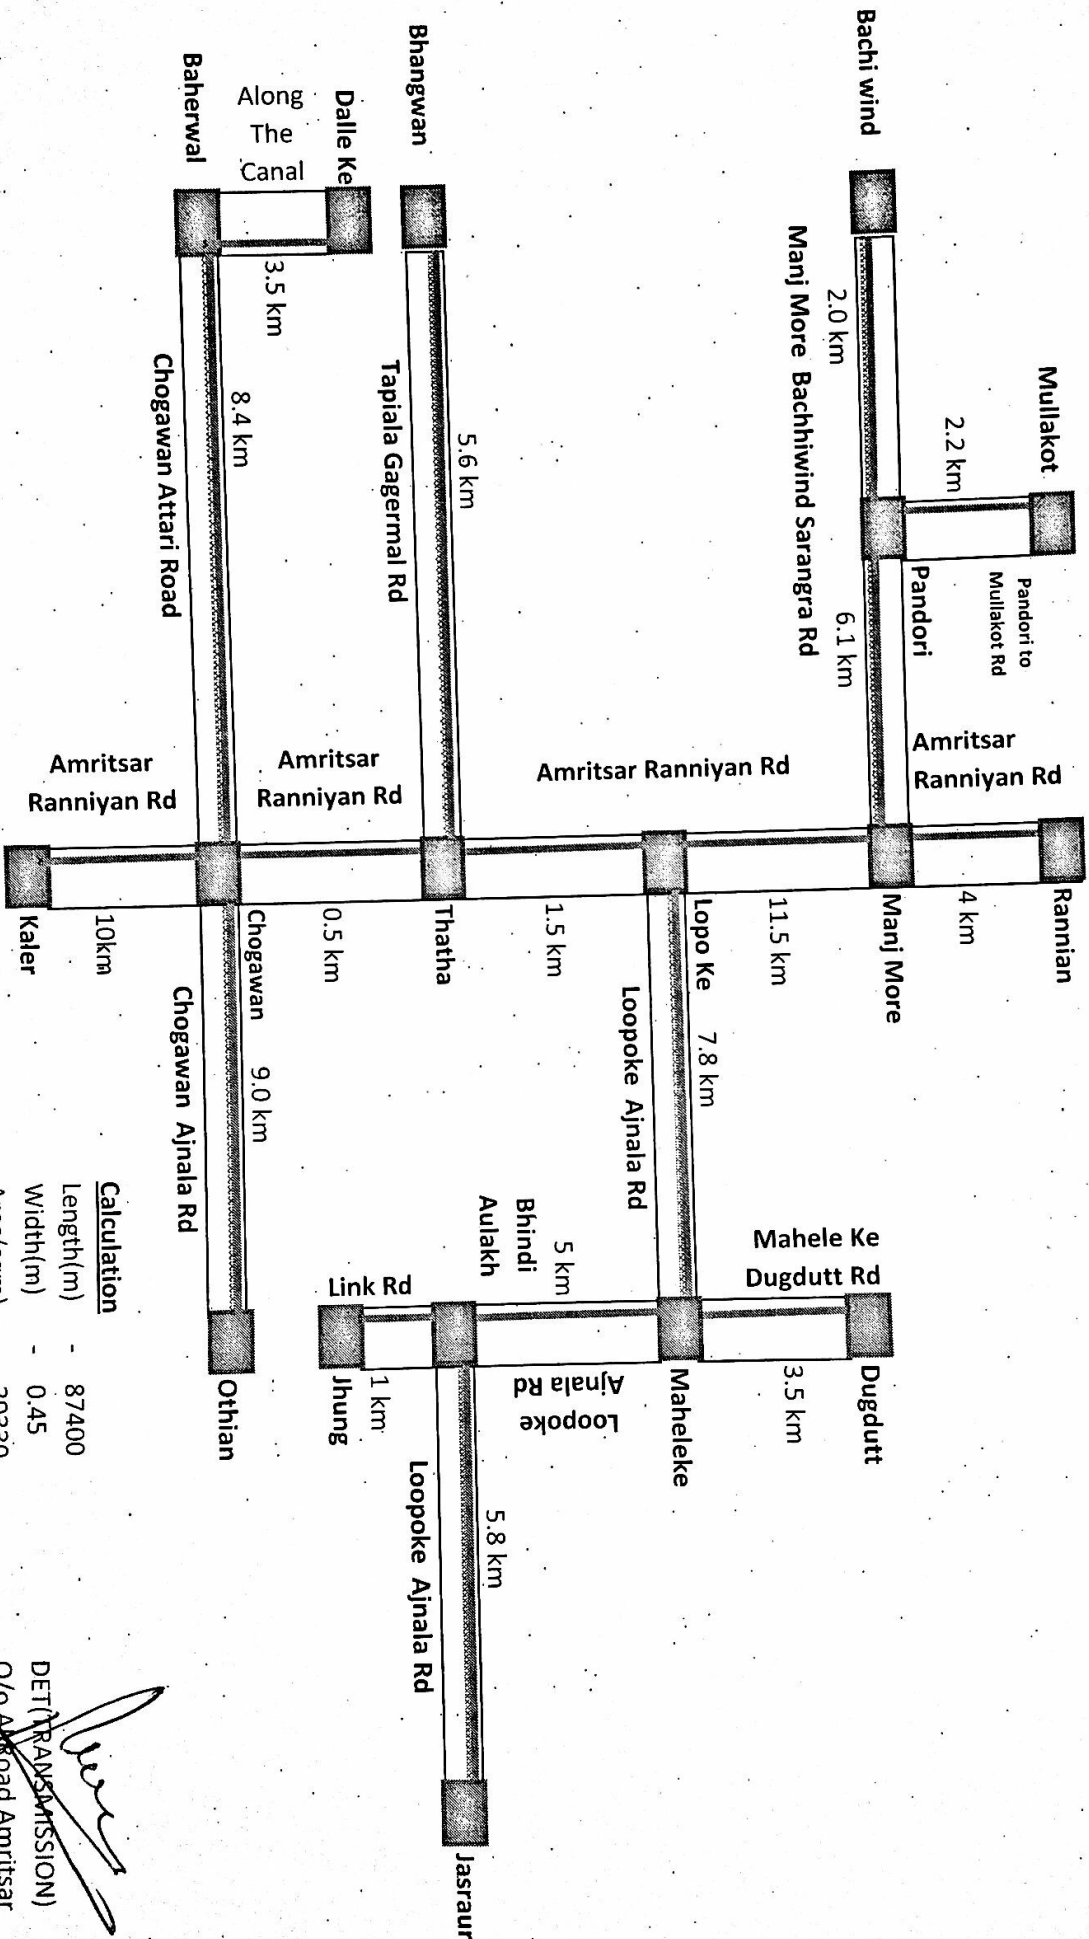 Rannian
4 km
Amritsar
Ranniyan Rd
Mullakot
Pandori to
Mullakot Rd
2.2 km
Pandori
Bachi wind
2.0 km
6.1 km
Manj More Bachhiwind Sarangra Rd
Manj More
11.5 km
Amritsar Ranniyan Rd
Dugdutt
3.5 km
Mahele Ke
Dugdutt Rd
Lopo Ke
7.8 km
Loopoke Ajnala Rd
Maheleke
Loopoke
Ajnala Rd
5 km
Bhindi
Aulakh
1.5 km
Bhangwan
5.6 km
Tapiala Gagermal Rd
Thatha
5.8 km
Loopoke Ajnala Rd
Jasraur
Link Rd
1 km
Jhung
Amritsar
Ranniyan Rd
0.5 km
Dalle Ke
Along
The
Canal
3.5 km
Baherwal
8.4 km
Chogawan Attari Road
Chogawan
9.0 km
Chogawan Ajnala Rd
Othian
Amritsar
Ranniyan Rd
10km
Kaler
Calculation
Length(m) - 87400
Width(m) - 0.45
DET(TRANSMISSION)
Amritsar